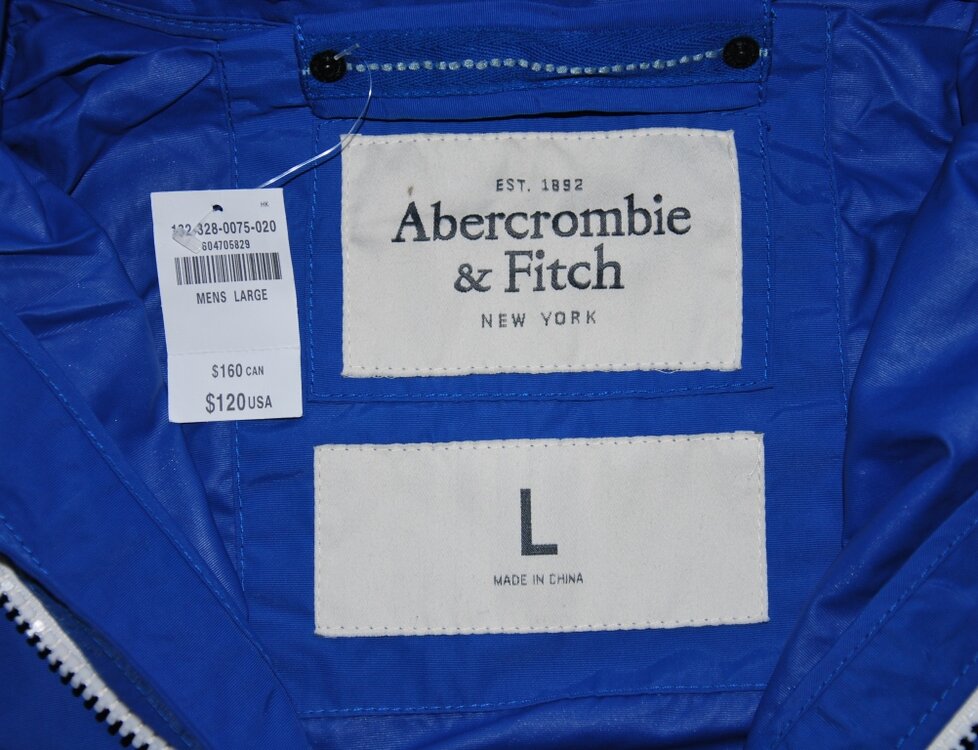 EST. 1892
Abercrombie
& Fitch
NEW YORK
HK
132-328-0075-020
604705829
MENS LARGE
$160 CAN
$120 USA
L
MADE IN CHINA